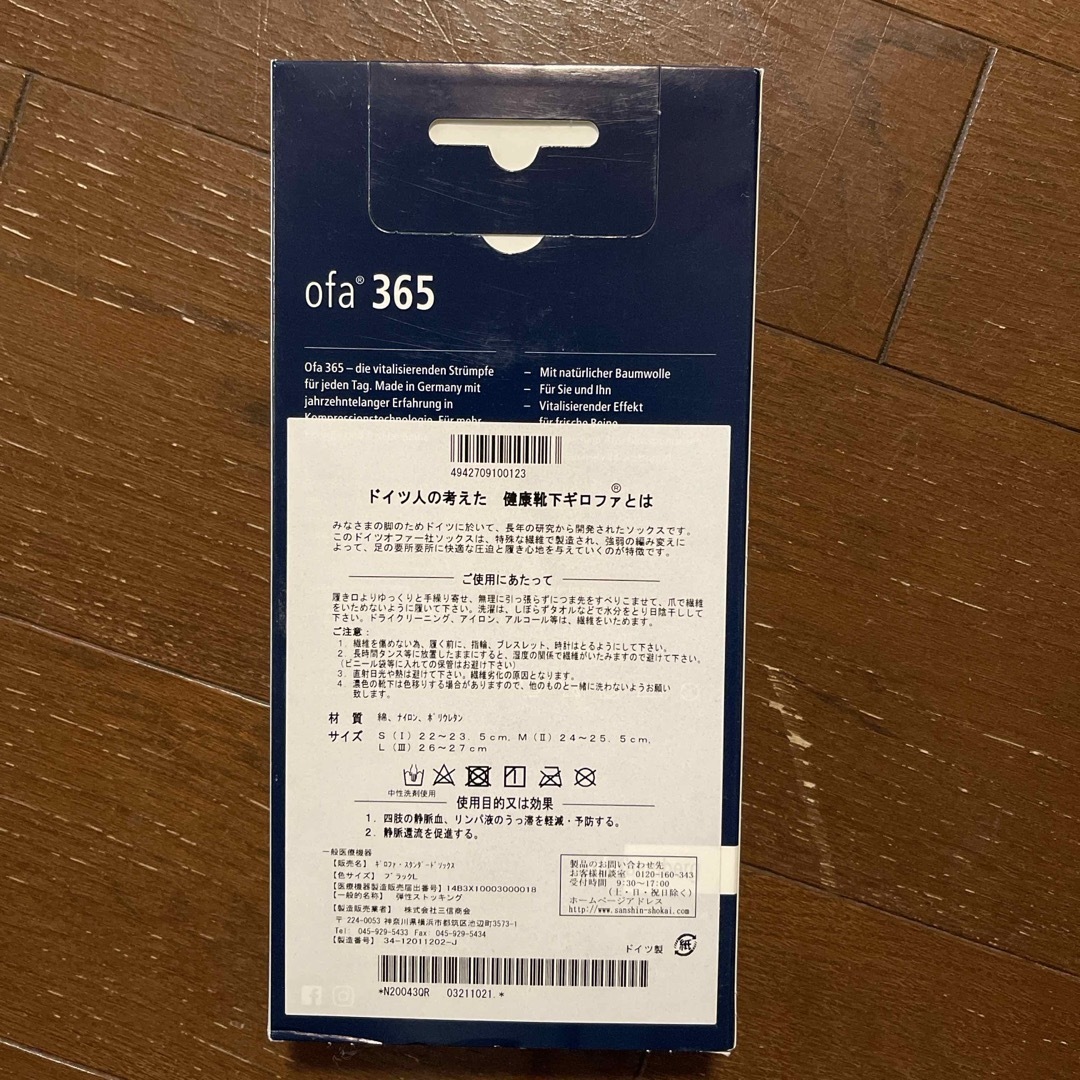 ofa® 365
Ofa 365 – die vitalisierenden Strümpfe
für jeden Tag. Made in Germany mit
jahrzehntelanger Erfahrung in
Kompressionstechnologie. Für mehr
– Mit natürlicher Baumwolle
– Für Sie und Ihn
– Vitalisierender Effekt
für frische Beine
4942709100123
ドイツ人の考えた 健康靴下ギロファ®とは
みなさまの脚のためドイツに於いて、長年の研究から開発されたソックスです。
このドイツオファー社ソックスは、特殊な繊維で製造され、強弱の編み変えに
よって、足の要所要所に快適な圧迫と履き心地を与えていくのが特徴です。
ご使用にあたって
履き口よりゆっくりと手繰り寄せ、無理に引っ張らずにつま先をすべりこませて、爪で繊維
をいためないように履いて下さい。洗濯は、しぼらずタオルなどで水分をとり日陰干しして
下さい。ドライクリーニング、アイロン、アルコール等は、繊維をいためます。
ご注意:
1. 繊維を傷めない為、履く前に、指輪、ブレスレット、時計はとるようにして下さい。
2. 長時間タンス等に放置したままにすると、湿度の関係で繊維がいたみますので避けて下さい。
(ビニール袋等に入れての保管はお避け下さい)
3. 直射日光や熱は避けて下さい。繊維劣化の原因となります。
4. 濃色の靴下は色移りする場合がありますので、他のものと一緒に洗わないようお願い
致します。
材 質 綿、ナイロン、ポリウレタン
サイズ S(Ⅰ)22～23.5cm, M(Ⅱ)24～25.5cm,
L(Ⅲ)26～27cm
中性洗剤使用
使用目的又は効果
1. 四肢の静脈血、リンパ液のうっ滞を軽減・予防する。
2. 静脈還流を促進する。
一般医療機器
【販売名】 ギロファ・スタンダードソックス
【色サイズ】 ブラックL
【医療機器製造販売届出番号】14B3X10003000018
【一般的名称】 弾性ストッキング
【製造販売業者】 株式会社三信商会
〒224-0053 神奈川県横浜市都筑区池辺町3573-1
Tel: 045-929-5433 Fax: 045-929-5434
【製造番号】 34-12011202-J
製品のお問い合わせ先
お客様相談室 0120-160-343
受付時間 9:30～17:00
(土・日・祝日除く)
ホームページアドレス
http://www.sanshin-shokai.com
ドイツ製 紙
*N20043QR 03211021.*